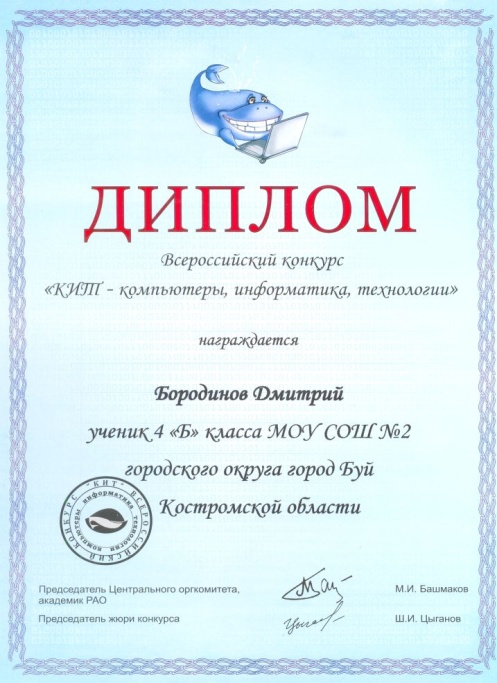 ДИПЛОМ
Всероссийский конкурс
«КИТ - компьютеры, информатика, технологии»
награждается
Бородинов Дмитрий
ученик 4 «Б» класса МОУ СОШ №2
городского округа город Буй
Костромской области
"КИТ" ВСЕРОССИЙСКИЙ КОНКУРС
компьютеры информатика технологии
Председатель Центрального оргкомитета,
академик РАО
М.И. Башмаков
Председатель жюри конкурса
Ш.И. Цыганов